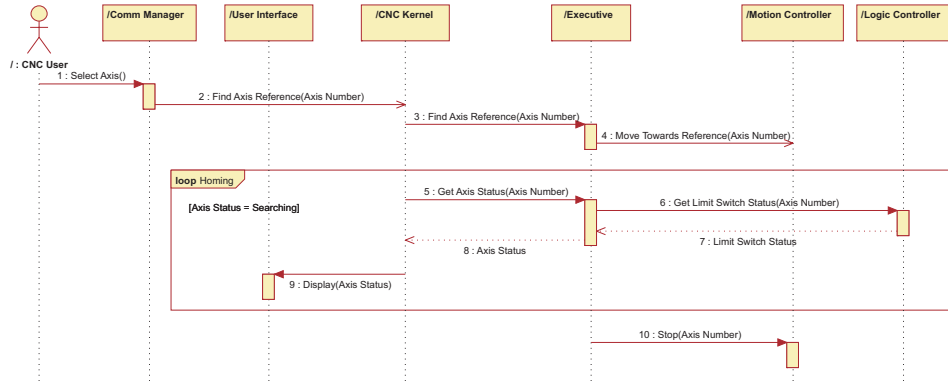 /Comm Manager
/User Interface
/CNC Kernel
/Executive
/Motion Controller
/Logic Controller
/ : CNC User
1 : Select Axis()
2 : Find Axis Reference(Axis Number)
3 : Find Axis Reference(Axis Number)
4 : Move Towards Reference(Axis Number)
loop Homing
[Axis Status = Searching]
5 : Get Axis Status(Axis Number)
6 : Get Limit Switch Status(Axis Number)
7 : Limit Switch Status
8 : Axis Status
9 : Display(Axis Status)
10 : Stop(Axis Number)